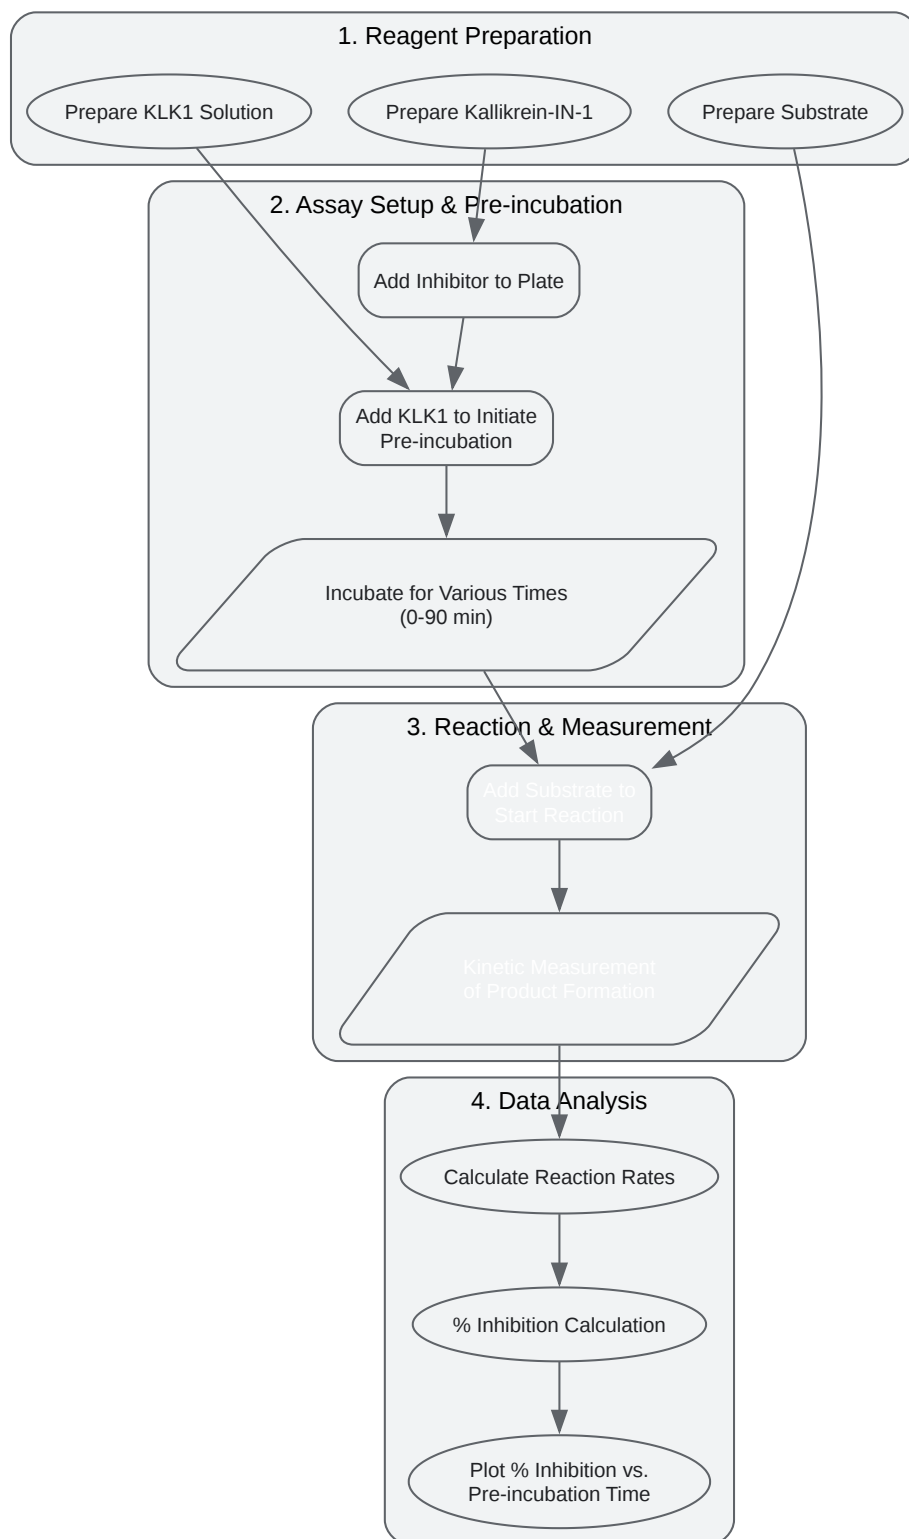 1. Reagent Preparation
Prepare KLK1 Solution
Prepare Kallikrein-IN-1
Prepare Substrate
2. Assay Setup & Pre-incubation
Add Inhibitor to Plate
Add KLK1 to Initiate
Pre-incubation
Incubate for Various Times
(0-90 min)
3. Reaction & Measurement
Add Substrate to
Start Reaction
Kinetic Measurement
of Product Formation
4. Data Analysis
Calculate Reaction Rates
% Inhibition Calculation
Plot % Inhibition vs.
Pre-incubation Time